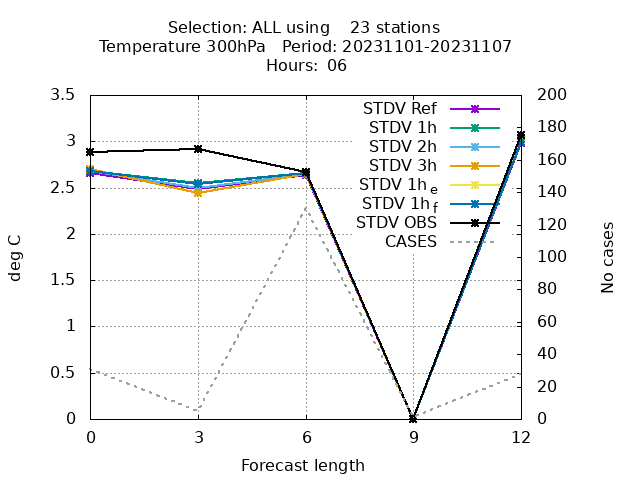 Selection: ALL using    23 stations
Temperature 300hPa   Period: 20231101-20231107
Hours:  06
3.5
3
2.5
2
1.5
1
0.5
0
deg C
STDV Ref
STDV 1h
STDV 2h
STDV 3h
STDV 1h e
STDV 1h f
STDV OBS
CASES
200
180
160
140
120
100
80
60
40
20
0
No cases
0 3 6 9 12
Forecast length